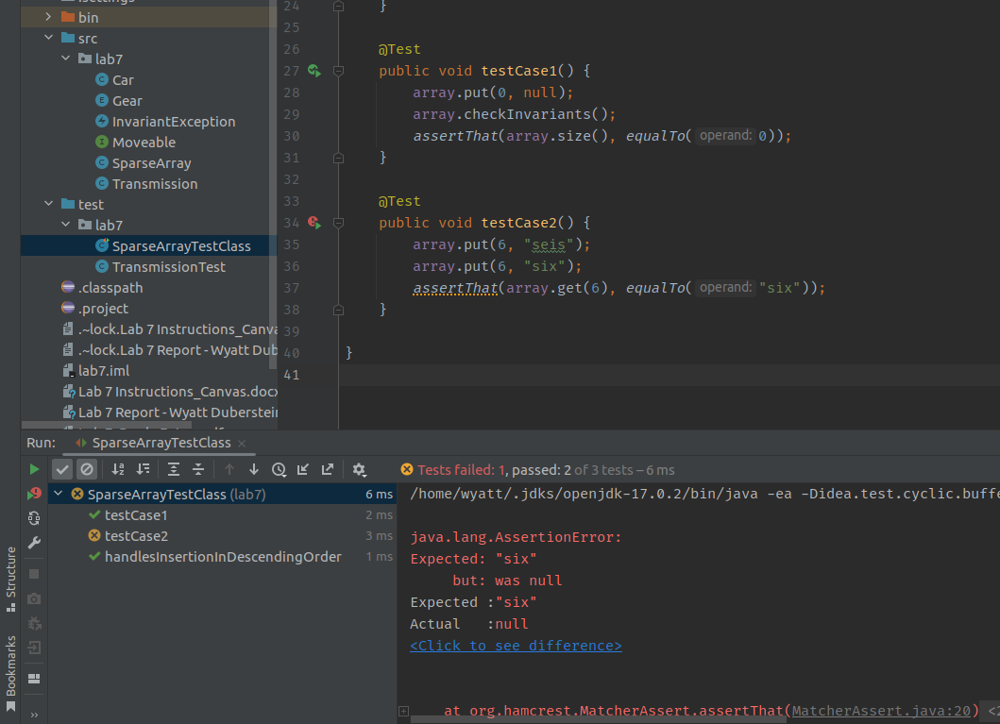 .settings
bin
src
lab7
C Car
E Gear
InvariantException
I Moveable
C SparseArray
C Transmission
test
lab7
C SparseArrayTestClass
C TransmissionTest
.classpath
.project
.~lock.Lab 7 Instructions_Canva
.~lock.Lab 7 Report - Wyatt Dub
lab7.iml
Lab 7 Instructions_Canvas.docx
Lab 7 Report - Wyatt Duberstein
24 }
25
26 @Test
27 public void testCase1() {
28 array.put(0, null);
29 array.checkInvariants();
30 assertThat(array.size(), equalTo( operand: 0));
31 }
32
33 @Test
34 public void testCase2() {
35 array.put(6, "seis");
36 array.put(6, "six");
37 assertThat(array.get(6), equalTo( operand: "six"));
38 }
39
40 }
41
Run: SparseArrayTestClass ×
Tests failed: 1, passed: 2 of 3 tests – 6 ms
SparseArrayTestClass (lab7) 6 ms
testCase1 2 ms
testCase2 3 ms
handlesInsertionInDescendingOrder 1 ms
/home/wyatt/.jdks/openjdk-17.0.2/bin/java -ea -Didea.test.cyclic.buffe
java.lang.AssertionError:
Expected: "six"
but: was null
Expected :"six"
Actual :null
<Click to see difference>
at org.hamcrest.MatcherAssert.assertThat(MatcherAssert.java:20) <2
Structure
Bookmarks